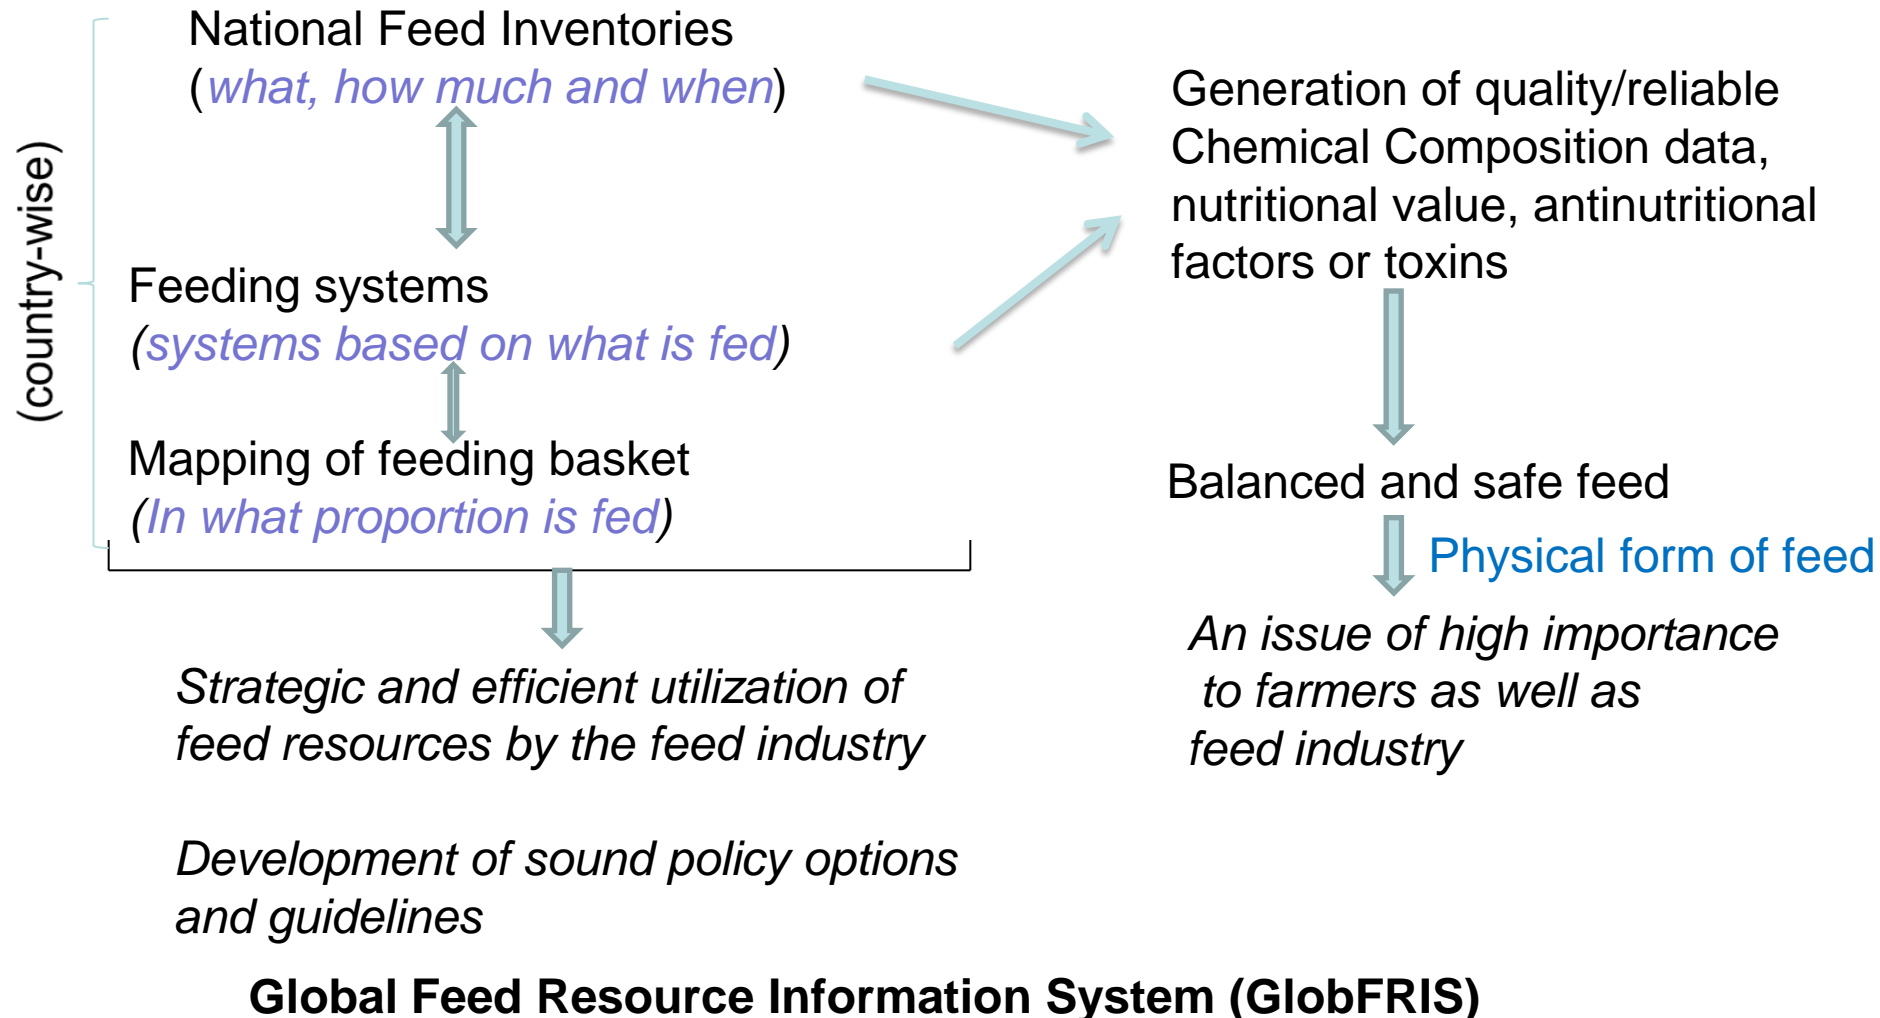 (country-wise)
National Feed Inventories
(what, how much and when)
Feeding systems
(systems based on what is fed)
Mapping of feeding basket
(In what proportion is fed)
Strategic and efficient utilization of
feed resources by the feed industry
Development of sound policy options
and guidelines
Generation of quality/reliable
Chemical Composition data,
nutritional value, antinutritional
factors or toxins
Balanced and safe feed
Physical form of feed
An issue of high importance
to farmers as well as
feed industry
Global Feed Resource Information System (GlobFRIS)